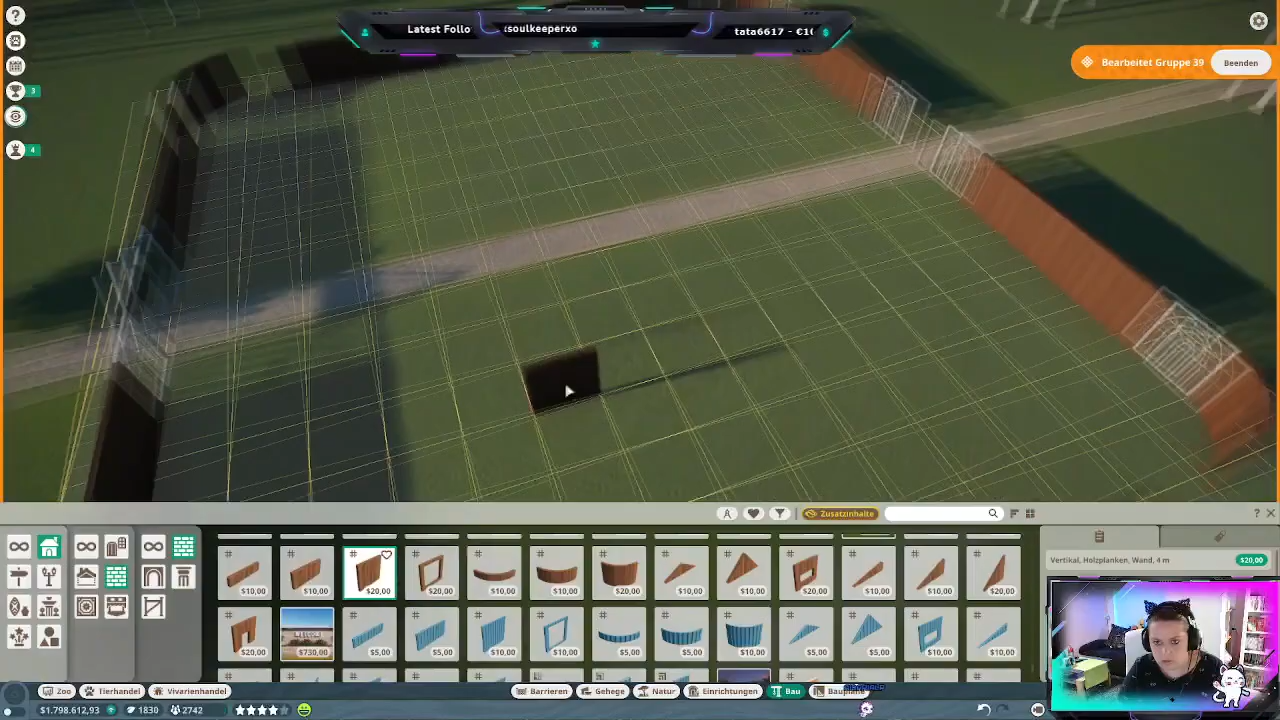 Latest Follo
soulkeeperxo
tata6617 - €1(
Bearbeitet Gruppe 39
Beenden
3
4
Zusatzinhalte
$10,00
$10,00
$20,00
$20,00
$10,00
$10,00
$20,00
$10,00
$10,00
$20,00
$10,00
$10,00
$20,00
$20,00
$730,00
$5,00
$5,00
$10,00
$10,00
$5,00
$5,00
$10,00
$5,00
$5,00
$10,00
$5,00
Vertikal, Holzplanken, Wand, 4 m
$20,00
Zoo
Tierhandel
Vivarienhandel
Barrieren
Gehege
Natur
Einrichtungen
Bau
Baupläne
$1.798.612,93
1830
2742